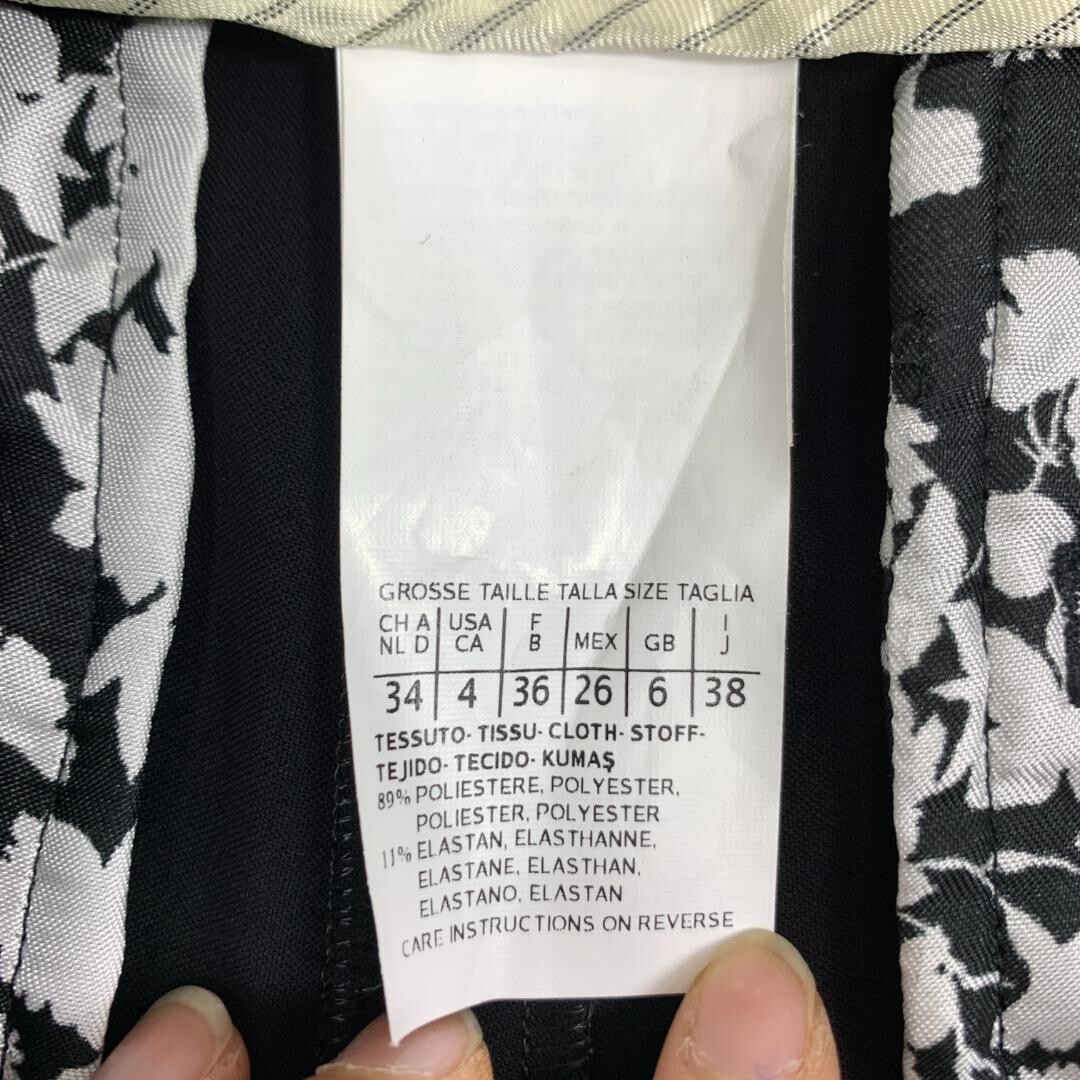 GROSSE TAILLE TALLA SIZE TAGLIA
CH A USA F MEX GB I
NL D CA B J
34 4 36 26 6 38
TESSUTO- TISSU- CLOTH- STOFF-
TEJIDO- TECIDO- KUMAŞ
89% POLIESTERE, POLYESTER,
POLIESTER, POLYESTER
11% ELASTAN, ELASTHANNE,
ELASTANE, ELASTHAN,
ELASTANO, ELASTAN
CARE INSTRUCTIONS ON REVERSE